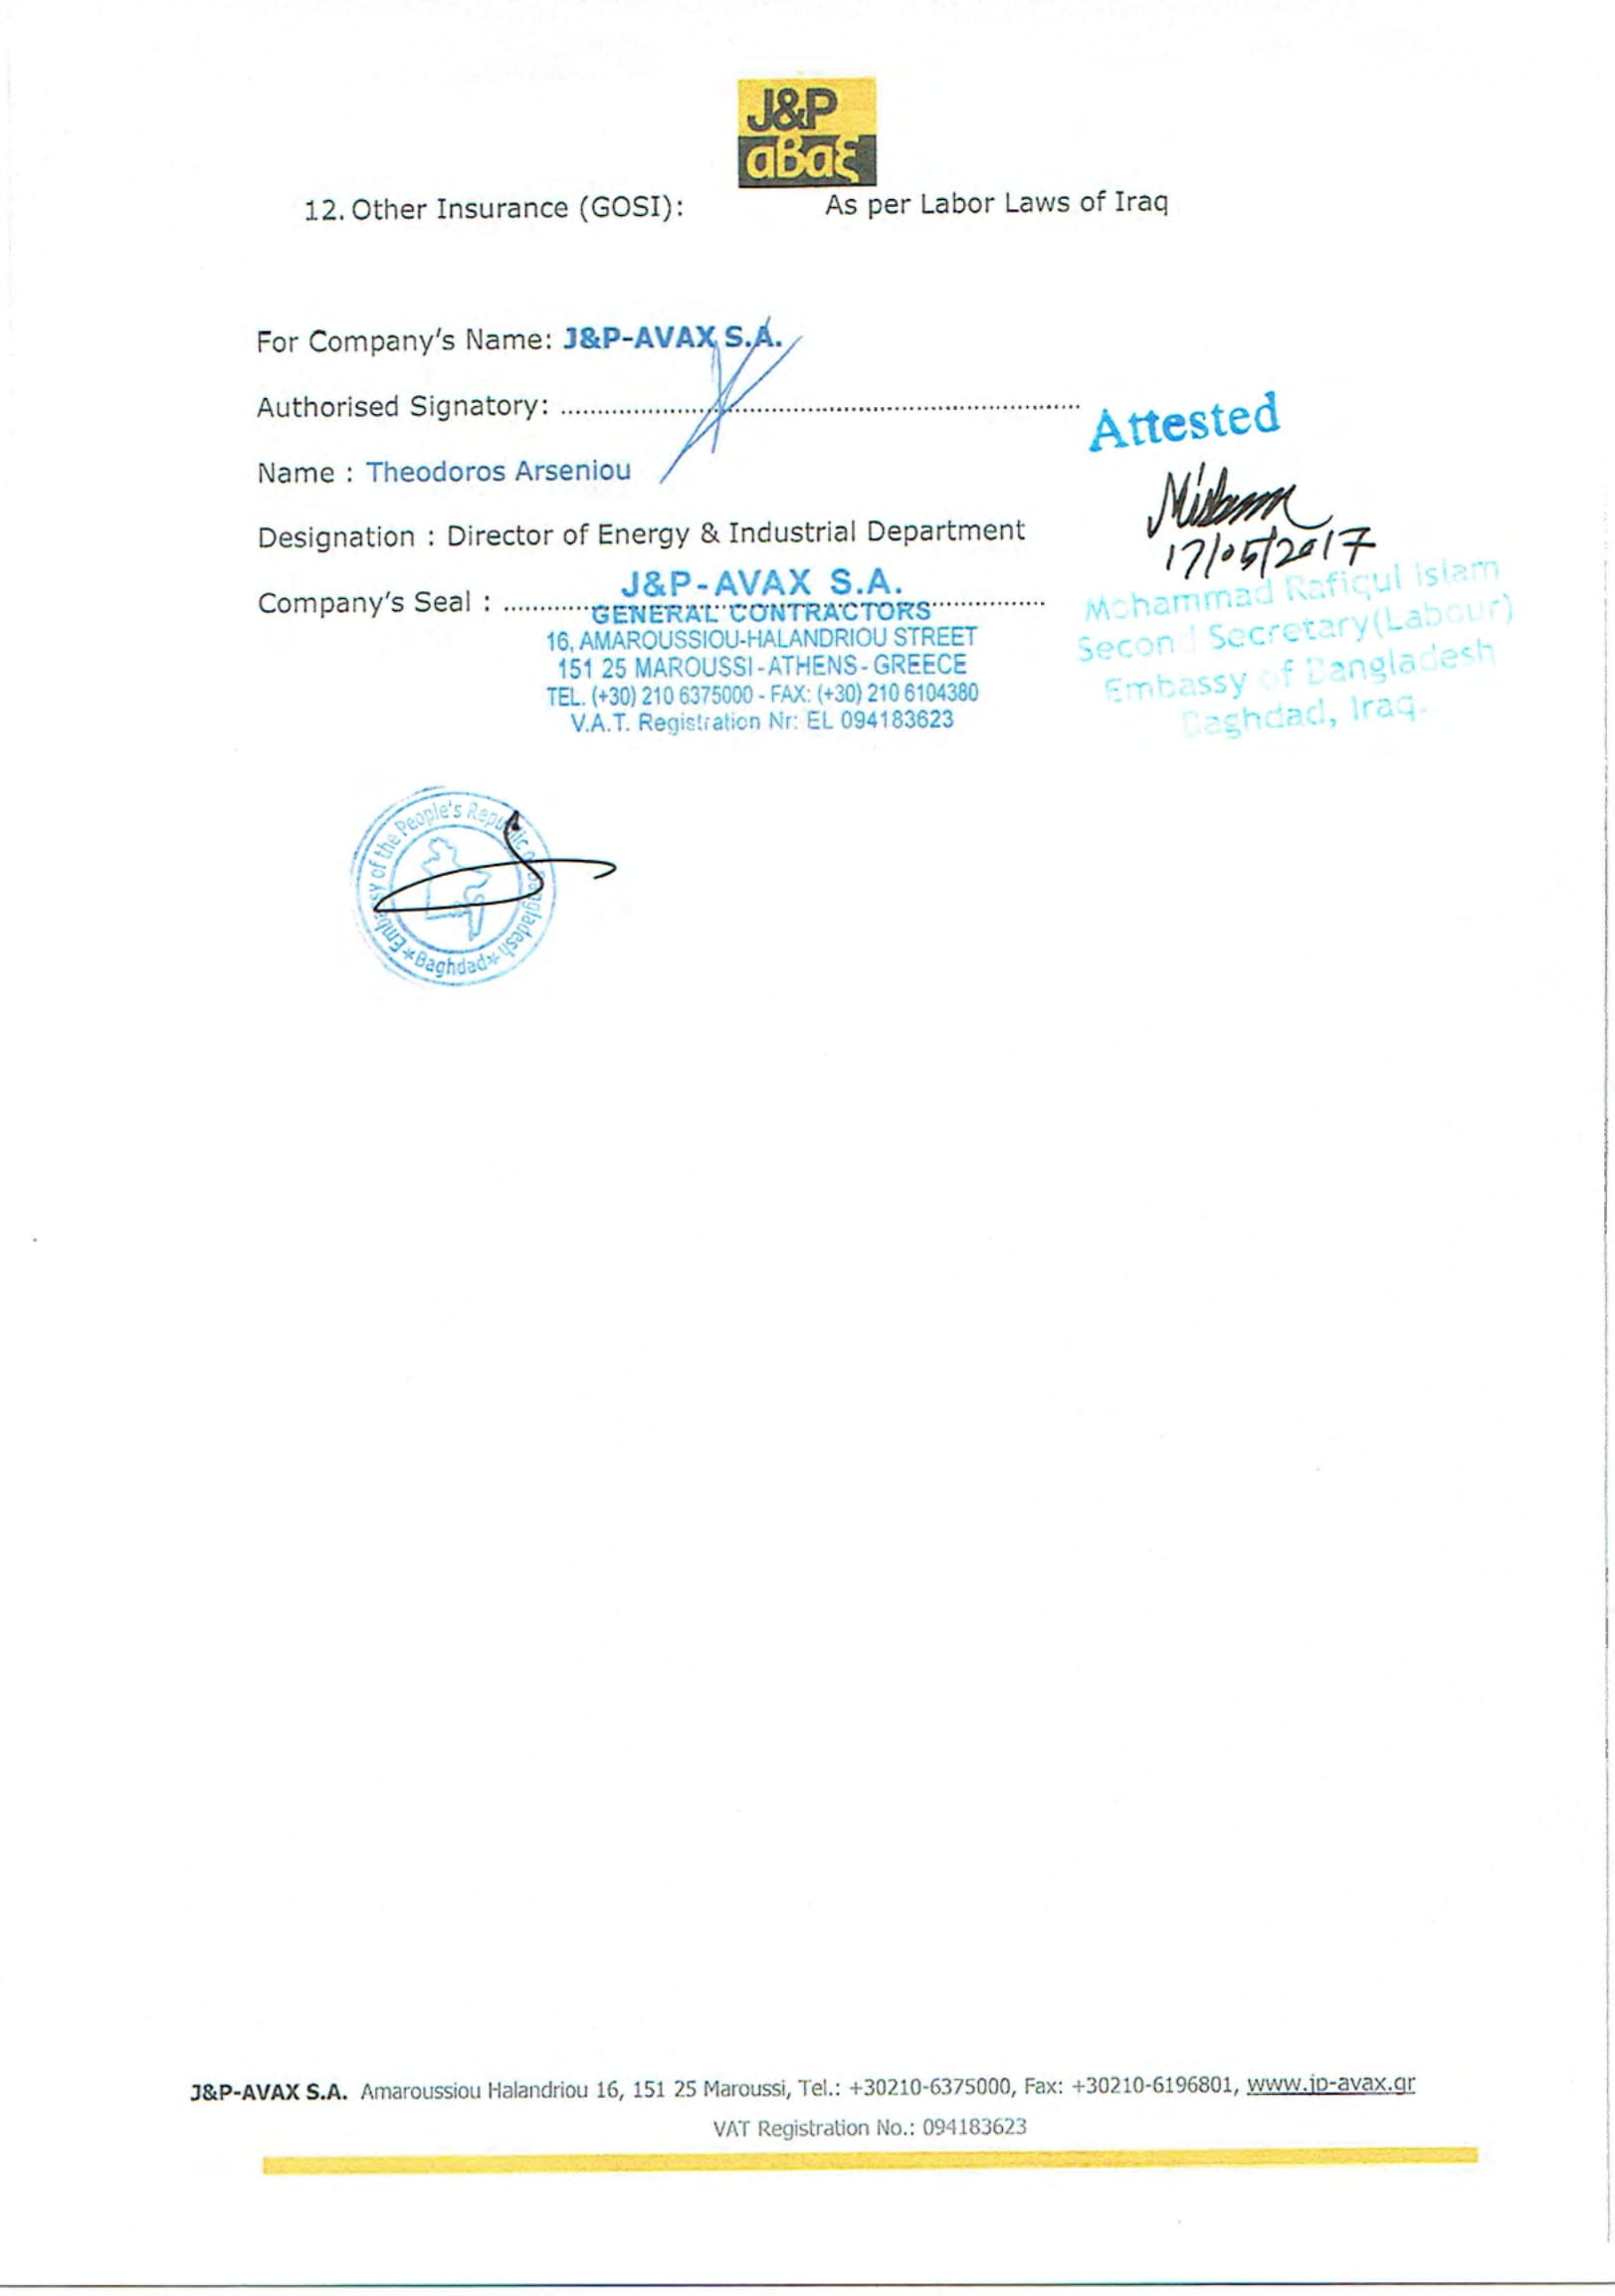 J&P
αβαξ
12. Other Insurance (GOSI): As per Labor Laws of Iraq
For Company's Name: J&P-AVAX S.A.
Authorised Signatory: ........................................
Name : Theodoros Arseniou
Designation : Director of Energy & Industrial Department
Company's Seal : ........................................
J&P-AVAX S.A.
GENERAL CONTRACTORS
16, AMAROUSSIOU-HALANDRIOU STREET
151 25 MAROUSSI-ATHENS-GREECE
TEL. (+30) 210 6375000 - FAX: (+30) 210 6104380
V.A.T. Registration Nr: EL 094183623
Attested
17/05/2017
Mohammad Rafiqul Islam
Second Secretary(Labour)
Embassy of Bangladesh
Baghdad, Iraq.
Embassy of the People's Republic of Bangladesh
*Baghdad*
J&P-AVAX S.A. Amaroussiou Halandriou 16, 151 25 Maroussi, Tel.: +30210-6375000, Fax: +30210-6196801, www.jp-avax.gr
VAT Registration No.: 094183623